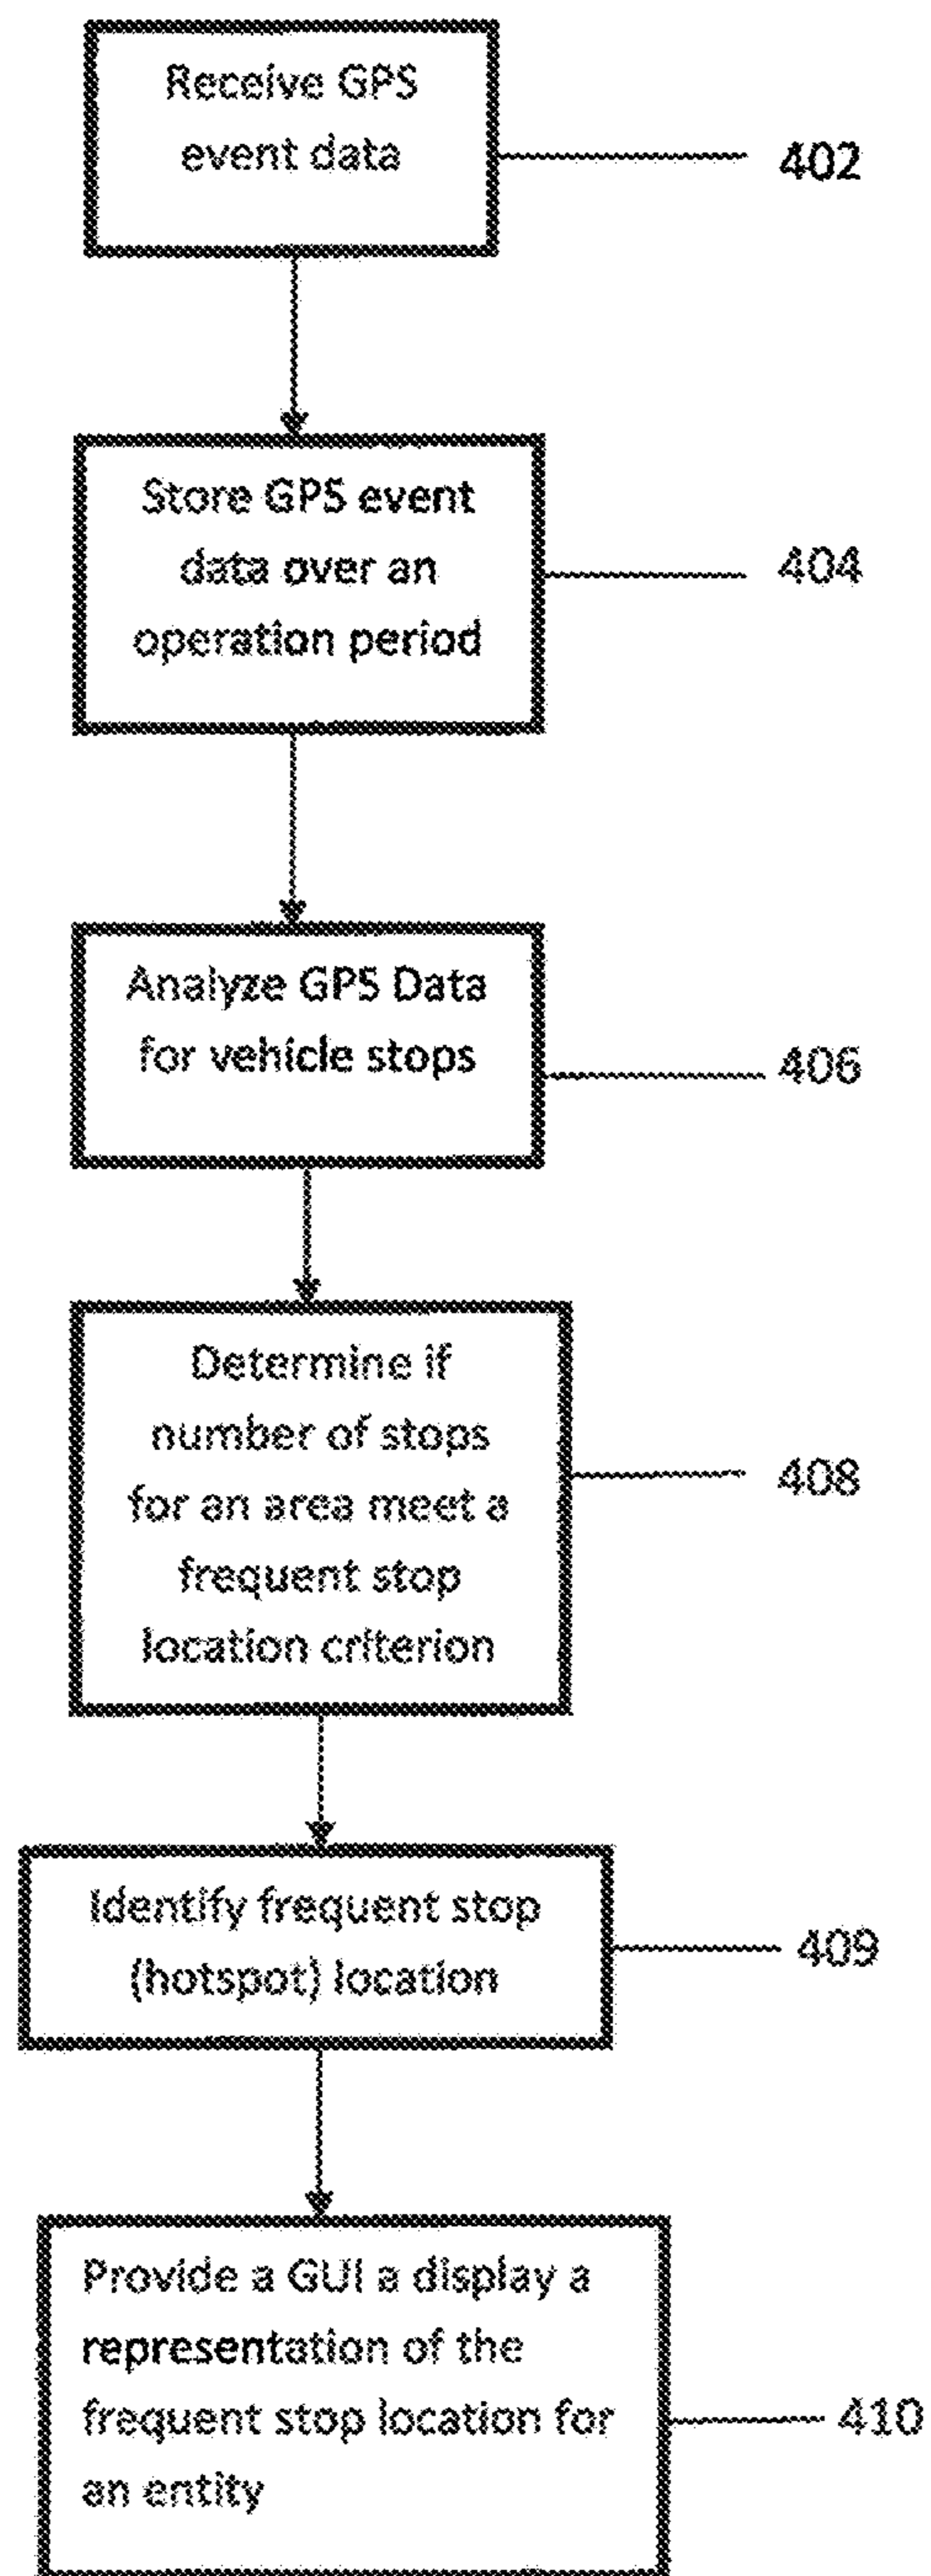 Receive GPS
event data
402
Store GPS event
data over an
operation period
404
Analyze GPS Data
for vehicle stops
406
Determine if
number of stops
for an area meet a
frequent stop
location criterion
408
Identify frequent stop
(hotspot) location
409
Provide a GUI a display a
representation of the
frequent stop location for
an entity
410